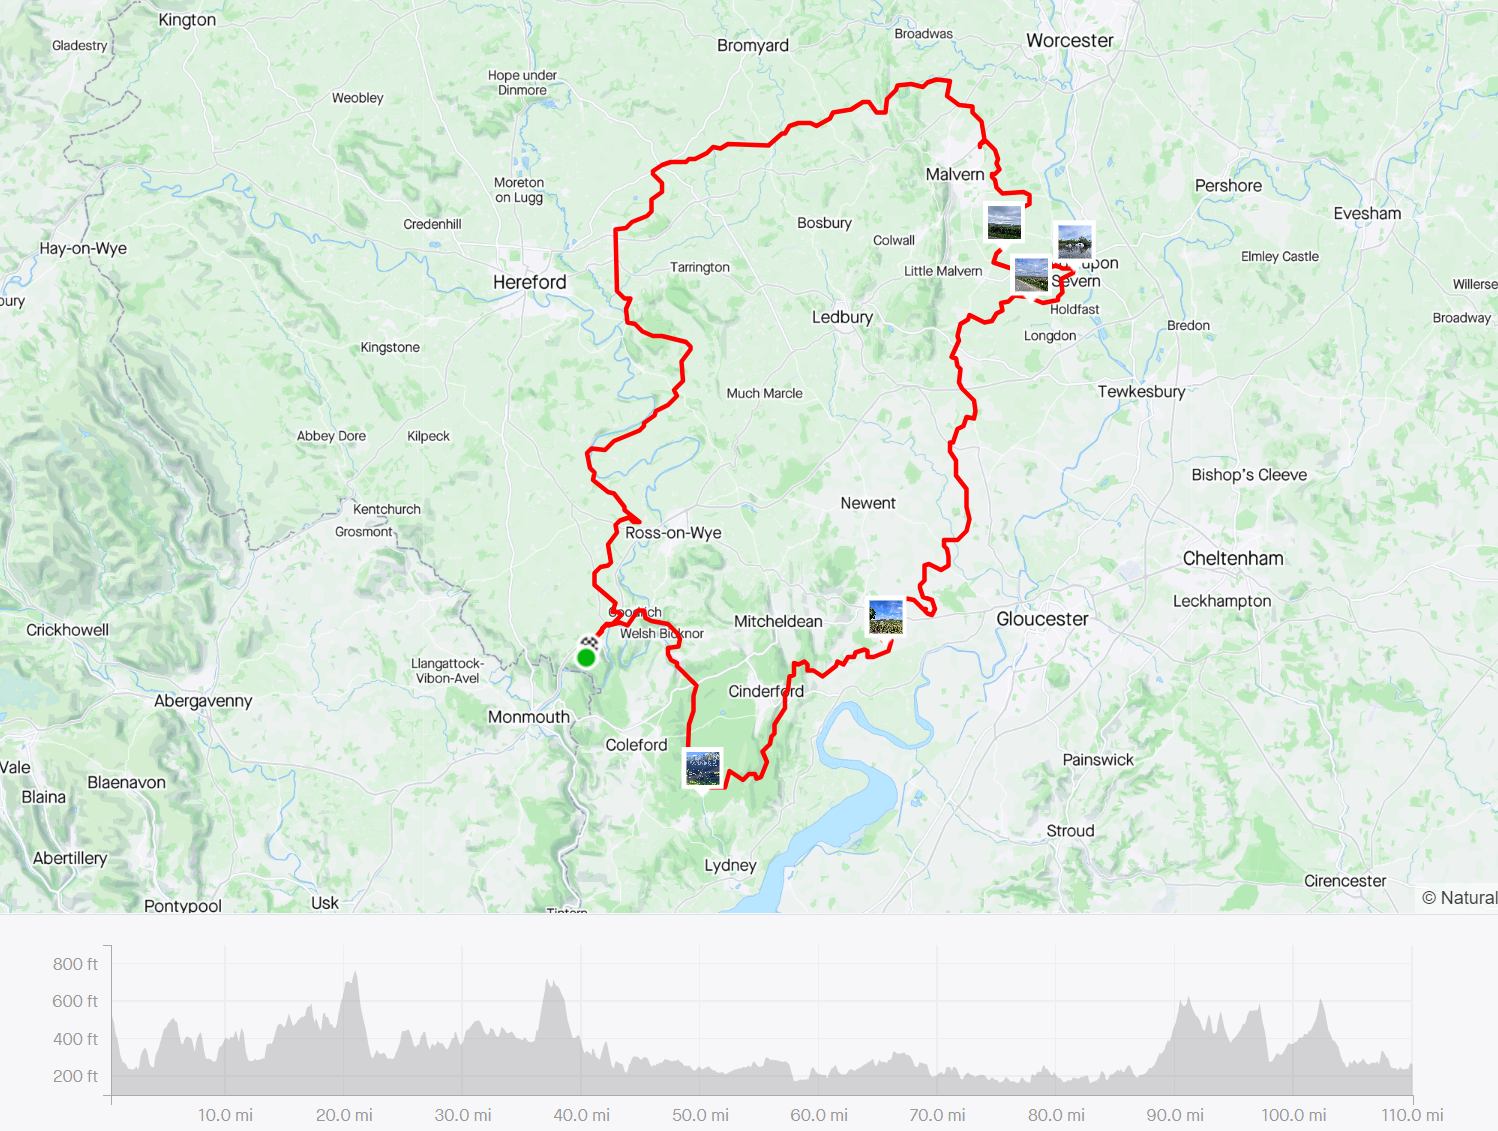 Kington
Broadwas
Worcester
Bromyard
Gladestry
Hope under
Dinmore
Weobley
Malvern
Pershore
Moreton
on Lugg
Evesham
Credenhill
Bosbury
Colwall
Hay-on-Wye
Elmley Castle
Tarrington
Little Malvern
upon
Severn
Hereford
Willerse
bury
Holdfast
Ledbury
Broadway
Bredon
Longdon
Kingstone
Much Marcle
Tewkesbury
Abbey Dore
Kilpeck
Bishop's Cleeve
Newent
Kentchurch
Grosmont
Ross-on-Wye
Cheltenham
Leckhampton
Goodrich
Gloucester
Mitcheldean
Crickhowell
Welsh Bicknor
Llangattock-
Vibon-Avel
Cinderford
Abergavenny
Monmouth
Coleford
Painswick
Vale
Blaenavon
Blaina
Stroud
Abertillery
Lydney
Cirencester
Usk
Pontypool
Tintern
© Natural
800 ft
600 ft
400 ft
200 ft
10.0 mi
20.0 mi
30.0 mi
40.0 mi
50.0 mi
60.0 mi
70.0 mi
80.0 mi
90.0 mi
100.0 mi
110.0 mi